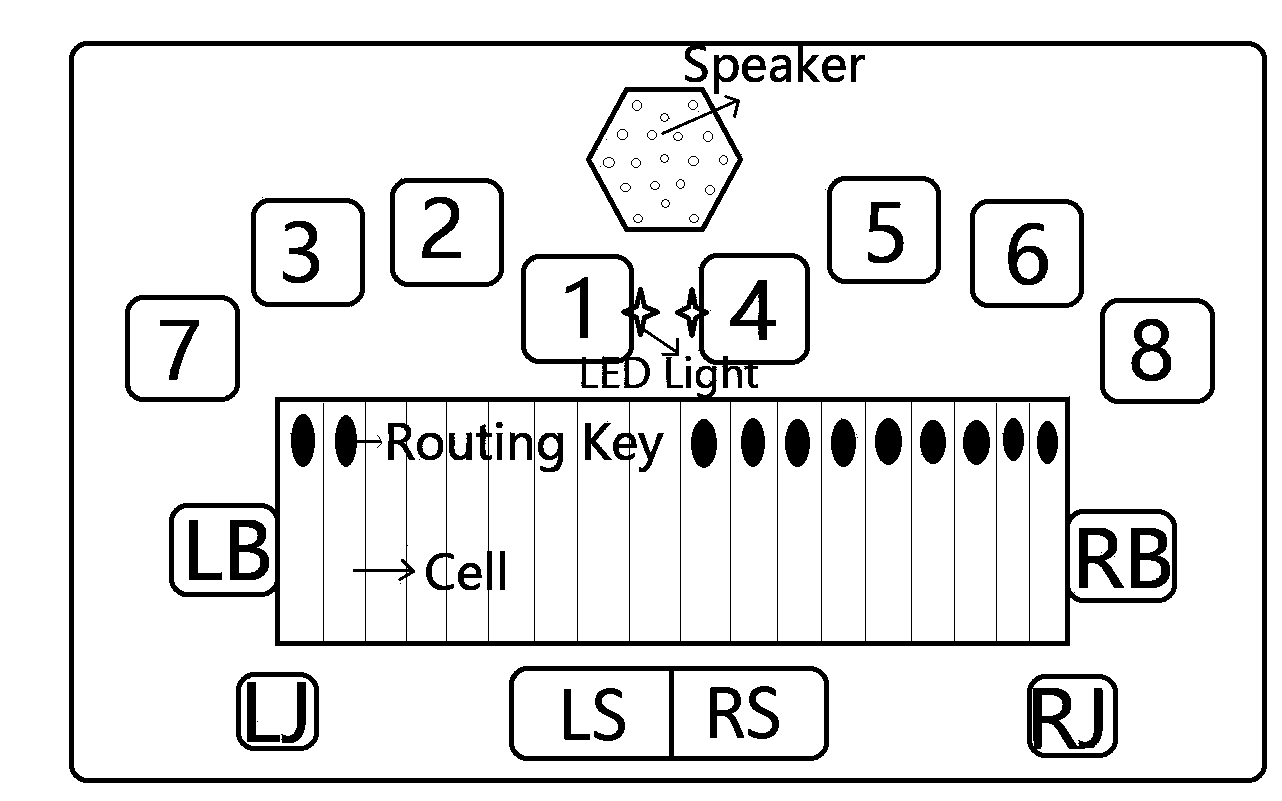 Speaker
3 2 5 6
7 1 4 8
LED Light
Routing Key
LB Cell RB
LJ LS RS RJ